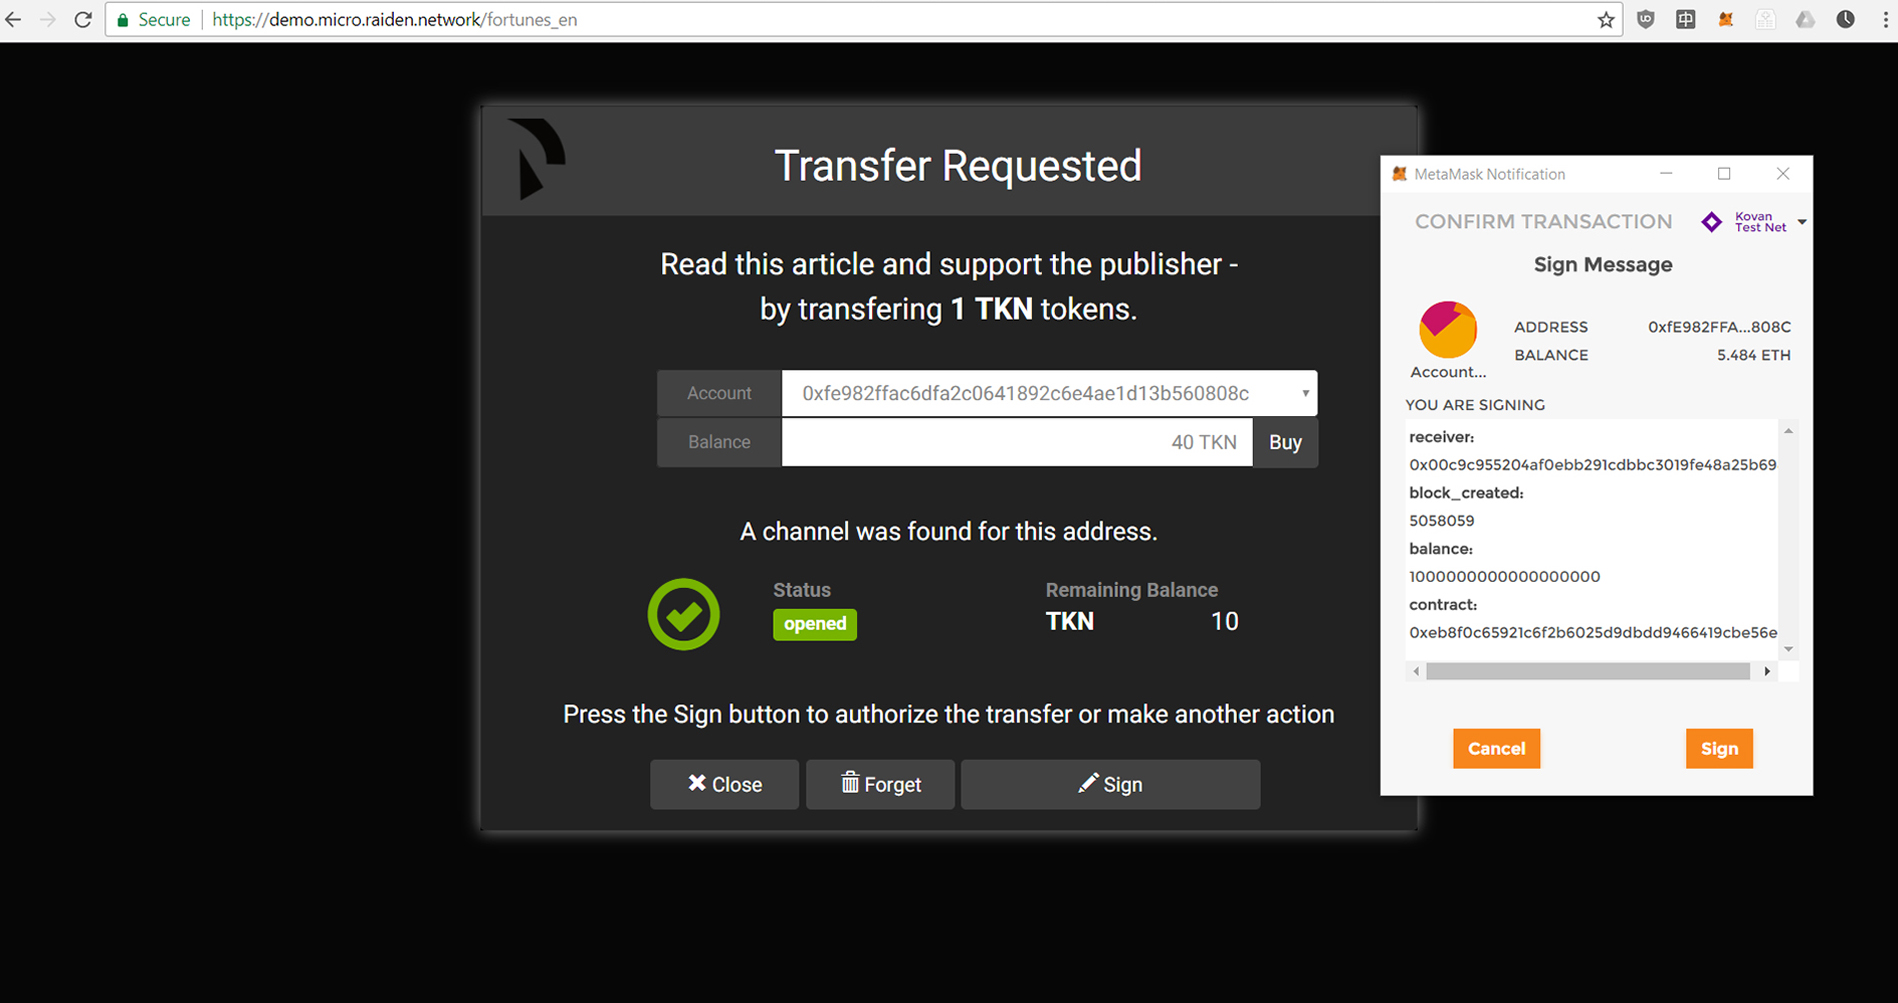 Secure https://demo.micro.raiden.network/fortunes_en
Transfer Requested
Read this article and support the publisher -
by transfering 1 TKN tokens.
Account 0xfe982ffac6dfa2c0641892c6e4ae1d13b560808c
Balance 40 TKN Buy
A channel was found for this address.
Status Remaining Balance
opened TKN 10
Press the Sign button to authorize the transfer or make another action
Close Forget Sign
MetaMask Notification
CONFIRM TRANSACTION Kovan
Test Net
Sign Message
ADDRESS 0xfE982FFA...808C
BALANCE 5.484 ETH
Account...
YOU ARE SIGNING
receiver:
0x00c9c955204af0ebb291cdbbc3019fe48a25b69
block_created:
5058059
balance:
1000000000000000000
contract:
0xeb8f0c65921c6f2b6025d9dbdd9466419cbe56e
Cancel Sign